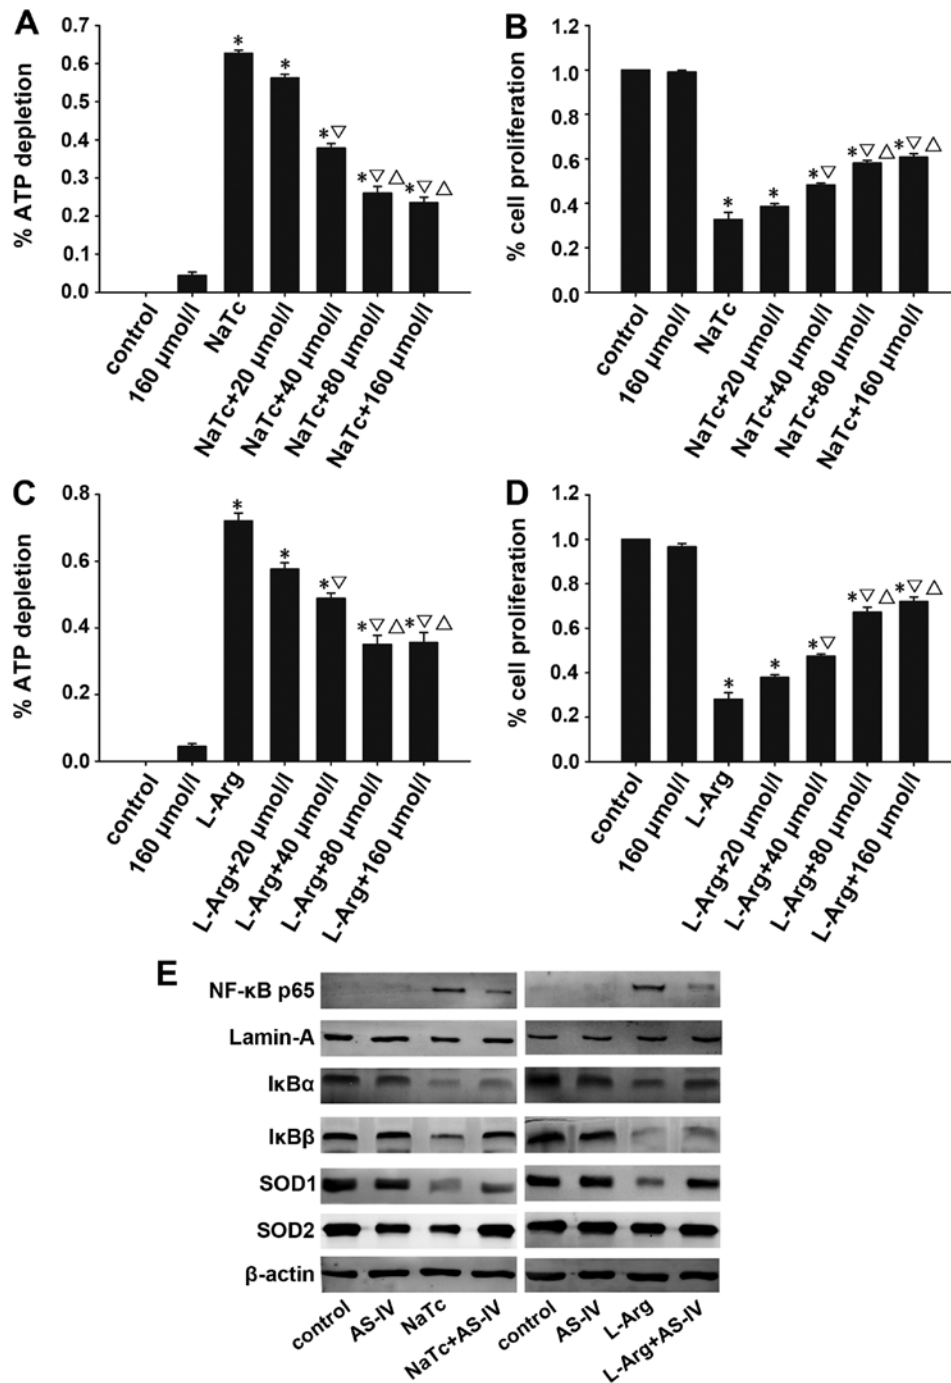 A
% ATP depletion
0.7
0.6
0.5
0.4
0.3
0.2
0.1
0.0
* * *▽ *▽△ *▽△
control
160 µmol/l
NaTc
NaTc+20 µmol/l
NaTc+40 µmol/l
NaTc+80 µmol/l
NaTc+160 µmol/l
B
% cell proliferation
1.2
1.0
0.8
0.6
0.4
0.2
0.0
* * *▽ *▽△ *▽△
control
160 µmol/l
NaTc
NaTc+20 µmol/l
NaTc+40 µmol/l
NaTc+80 µmol/l
NaTc+160 µmol/l
C
% ATP depletion
0.8
0.6
0.4
0.2
0.0
* * *▽ *▽△ *▽△
control
160 µmol/l
L-Arg
L-Arg+20 µmol/l
L-Arg+40 µmol/l
L-Arg+80 µmol/l
L-Arg+160 µmol/l
D
% cell proliferation
1.2
1.0
0.8
0.6
0.4
0.2
0.0
* * *▽ *▽△ *▽△
control
160 µmol/l
L-Arg
L-Arg+20 µmol/l
L-Arg+40 µmol/l
L-Arg+80 µmol/l
L-Arg+160 µmol/l
E
NF-κB p65
Lamin-A
IκBα
IκBβ
SOD1
SOD2
β-actin
control
AS-IV
NaTc
NaTc+AS-IV
control
AS-IV
L-Arg
L-Arg+AS-IV